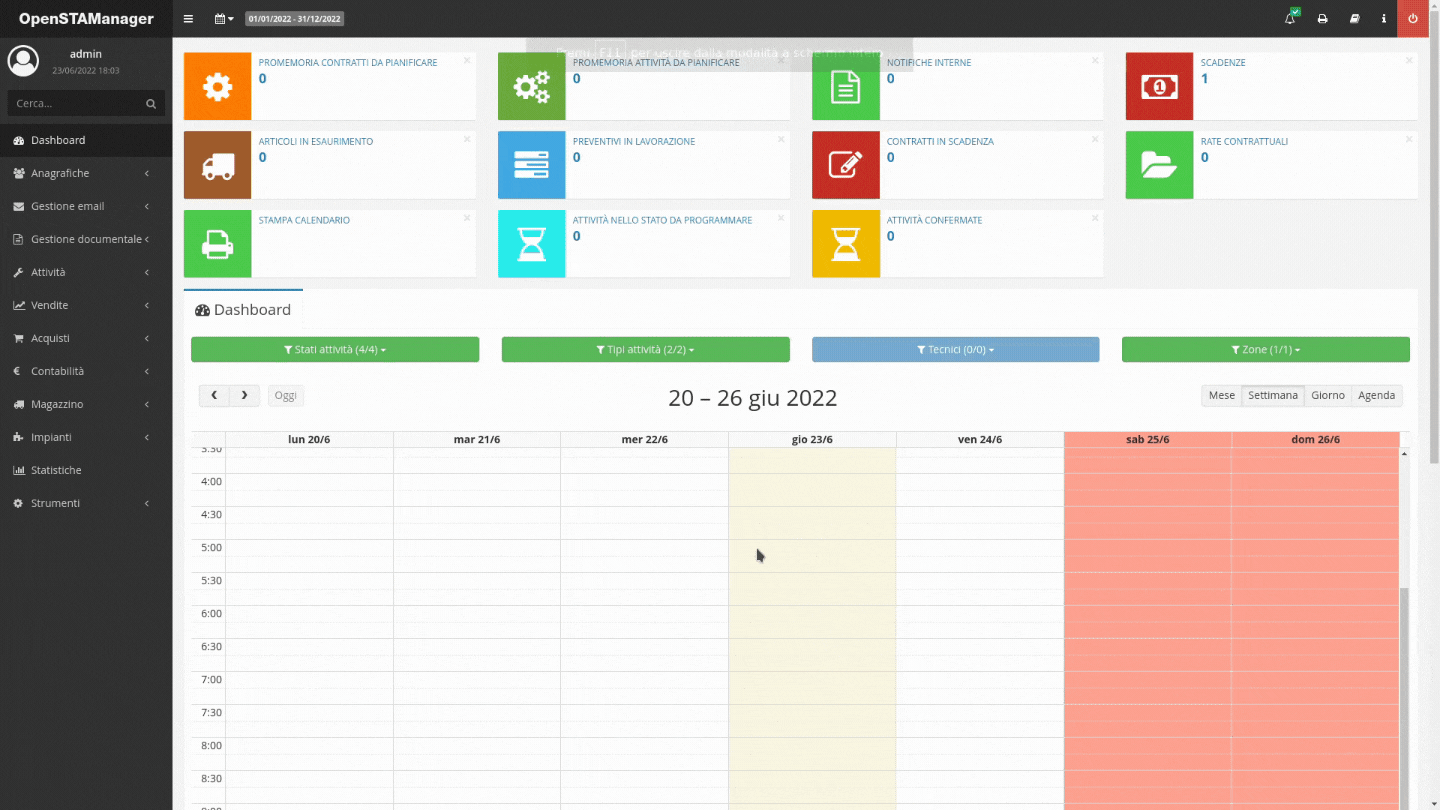 OpenSTAManager
01/01/2022 - 31/12/2022
admin
23/06/2022 18:03
Cerca...
Dashboard
Anagrafiche
Gestione email
Gestione documentale
Attività
Vendite
Acquisti
Contabilità
Magazzino
Impianti
Statistiche
Strumenti
Premi F11 per uscire dalla modalità a schermo intero
PROMEMORIA CONTRATTI DA PIANIFICARE
0
PROMEMORIA ATTIVITÀ DA PIANIFICARE
0
NOTIFICHE INTERNE
0
SCADENZE
1
ARTICOLI IN ESAURIMENTO
0
PREVENTIVI IN LAVORAZIONE
0
CONTRATTI IN SCADENZA
0
RATE CONTRATTUALI
0
STAMPA CALENDARIO
ATTIVITÀ NELLO STATO DA PROGRAMMARE
0
ATTIVITÀ CONFERMATE
0
Dashboard
Stati attività (4/4)
Tipi attività (2/2)
Tecnici (0/0)
Zone (1/1)
Oggi
20 – 26 giu 2022
Mese Settimana Giorno Agenda
lun 20/6 mar 21/6 mer 22/6 gio 23/6 ven 24/6 sab 25/6 dom 26/6
3:30
4:00
4:30
5:00
5:30
6:00
6:30
7:00
7:30
8:00
8:30
9:00